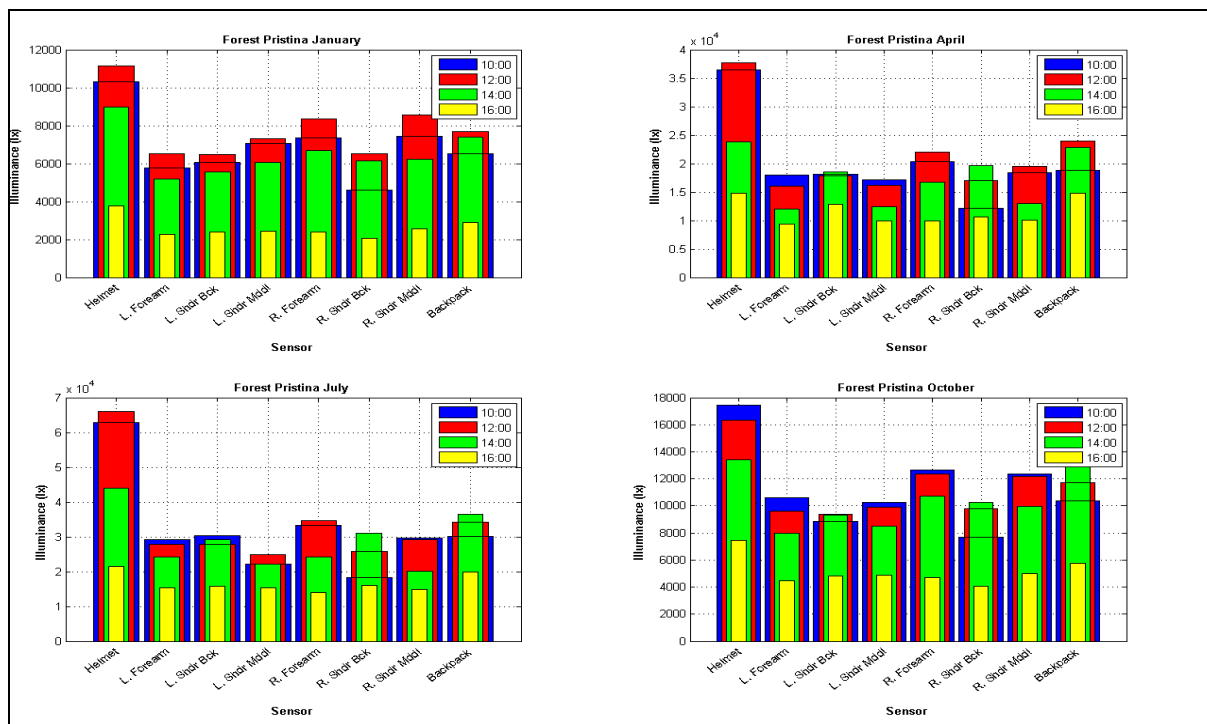 Forest Pristina January
Illuminance (lx)
12000
10000
8000
6000
4000
2000
0
10:00
12:00
14:00
16:00
Helmet
L. Forearm
L. Shdr Bck
L. Shdr Mddl
R. Forearm
R. Shdr Bck
R. Shdr Mddl
Backpack
Sensor
Forest Pristina April
x 10⁴
Illuminance (lx)
4
3.5
3
2.5
2
1.5
1
0.5
0
10:00
12:00
14:00
16:00
Helmet
L. Forearm
L. Shdr Bck
L. Shdr Mddl
R. Forearm
R. Shdr Bck
R. Shdr Mddl
Backpack
Sensor
Forest Pristina July
x 10⁴
Illuminance (lx)
7
6
5
4
3
2
1
0
10:00
12:00
14:00
16:00
Helmet
L. Forearm
L. Shdr Bck
L. Shdr Mddl
R. Forearm
R. Shdr Bck
R. Shdr Mddl
Backpack
Sensor
Forest Pristina October
Illuminance (lx)
18000
16000
14000
12000
10000
8000
6000
4000
2000
0
10:00
12:00
14:00
16:00
Helmet
L. Forearm
L. Shdr Bck
L. Shdr Mddl
R. Forearm
R. Shdr Bck
R. Shdr Mddl
Backpack
Sensor